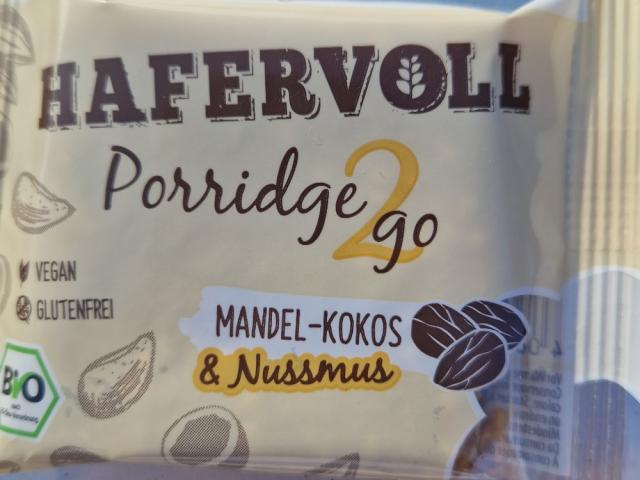 HAFERVOLL
Porridge 2 go
VEGAN
GLUTENFREI
MANDEL-KOKOS
& Nussmus
BIO